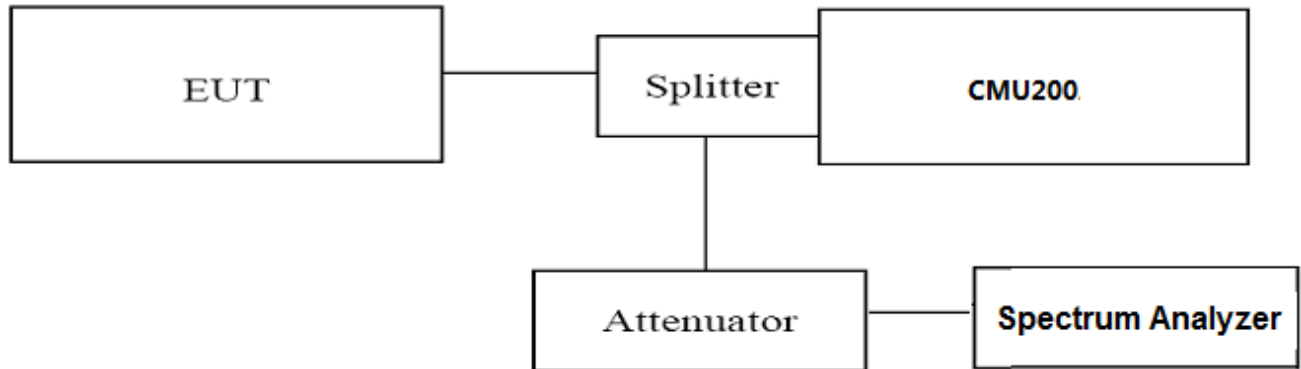 EUT
Splitter
CMU200.
Attenuator
Spectrum Analyzer